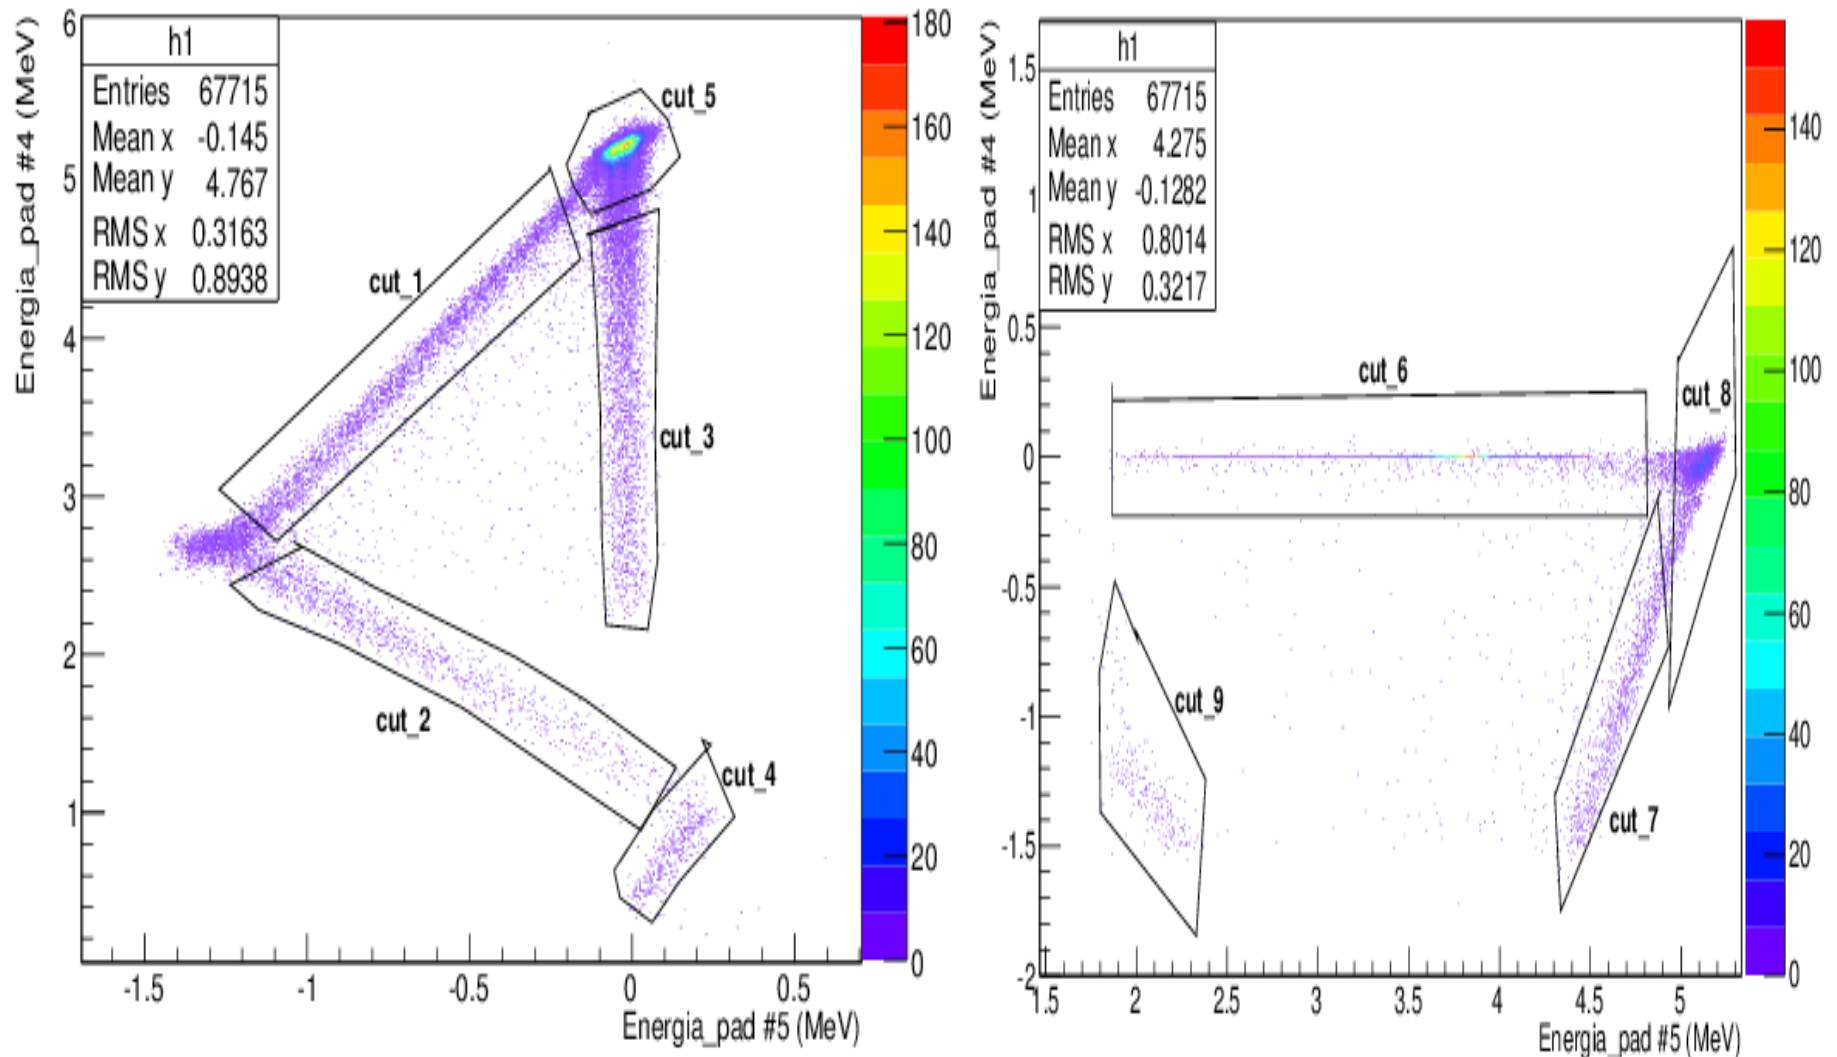 h1
Entries 67715
Mean x -0.145
Mean y 4.767
RMS x 0.3163
RMS y 0.8938
Energia_pad #4 (MeV)
6
5
4
3
2
1
-1.5
-1
-0.5
0
0.5
Energia_pad #5 (MeV)
cut_5
cut_1
cut_3
cut_2
cut_4
180
160
140
120
100
80
60
40
20
0
h1
Entries 67715
Mean x 4.275
Mean y -0.1282
RMS x 0.8014
RMS y 0.3217
Energia_pad #4 (MeV)
1.5
1
0.5
0
-0.5
-1
-1.5
-2
1.5
2
2.5
3
3.5
4
4.5
5
Energia_pad #5 (MeV)
cut_6
cut_8
cut_9
cut_7
140
120
100
80
60
40
20
0